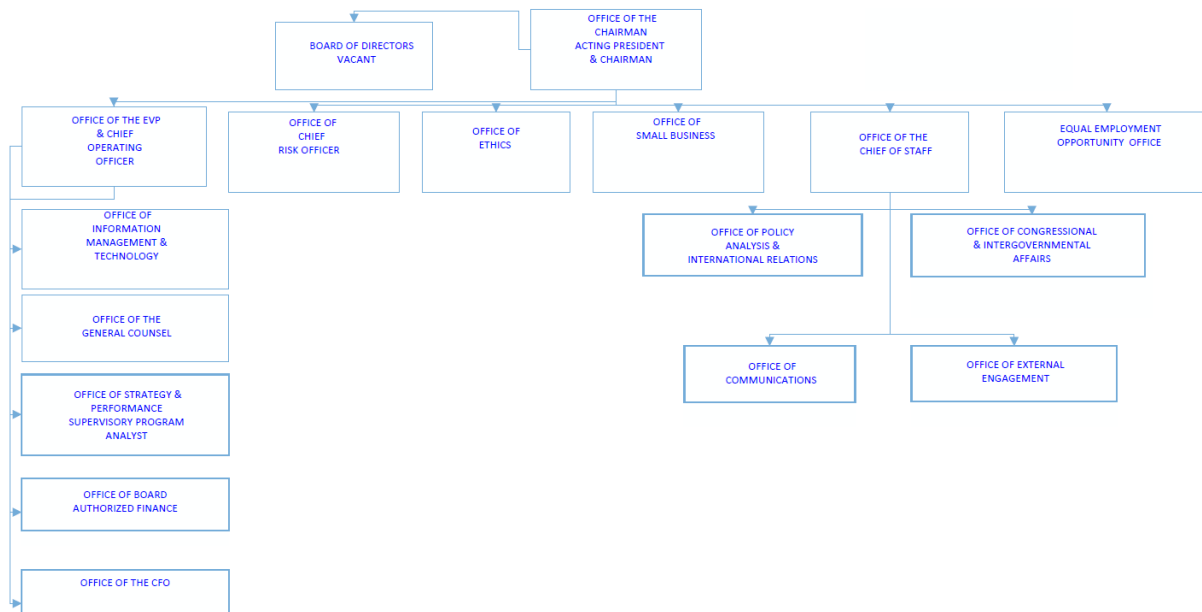 OFFICE OF THE
CHAIRMAN
ACTING PRESIDENT
& CHAIRMAN
BOARD OF DIRECTORS
VACANT
OFFICE OF THE EVP
& CHIEF
OPERATING
OFFICER
OFFICE OF
CHIEF
RISK OFFICER
OFFICE OF
ETHICS
OFFICE OF
SMALL BUSINESS
OFFICE OF THE
CHIEF OF STAFF
EQUAL EMPLOYMENT
OPPORTUNITY OFFICE
OFFICE OF
INFORMATION
MANAGEMENT &
TECHNOLOGY
OFFICE OF POLICY
ANALYSIS &
INTERNATIONAL RELATIONS
OFFICE OF CONGRESSIONAL
& INTERGOVERNMENTAL
AFFAIRS
OFFICE OF THE
GENERAL COUNSEL
OFFICE OF
COMMUNICATIONS
OFFICE OF EXTERNAL
ENGAGEMENT
OFFICE OF STRATEGY &
PERFORMANCE
SUPERVISORY PROGRAM
ANALYST
OFFICE OF BOARD
AUTHORIZED FINANCE
OFFICE OF THE CFO